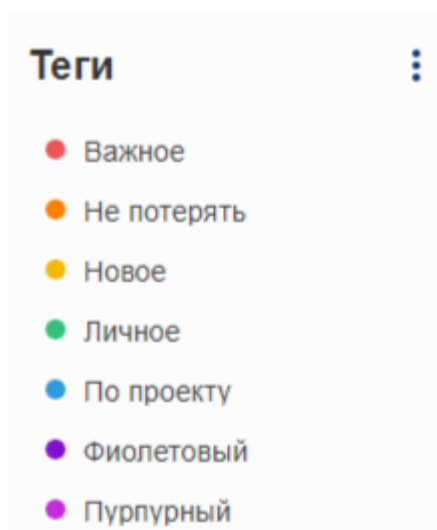 Теги
Важное
Не потерять
Новое
Личное
По проекту
Фиолетовый
Пурпурный